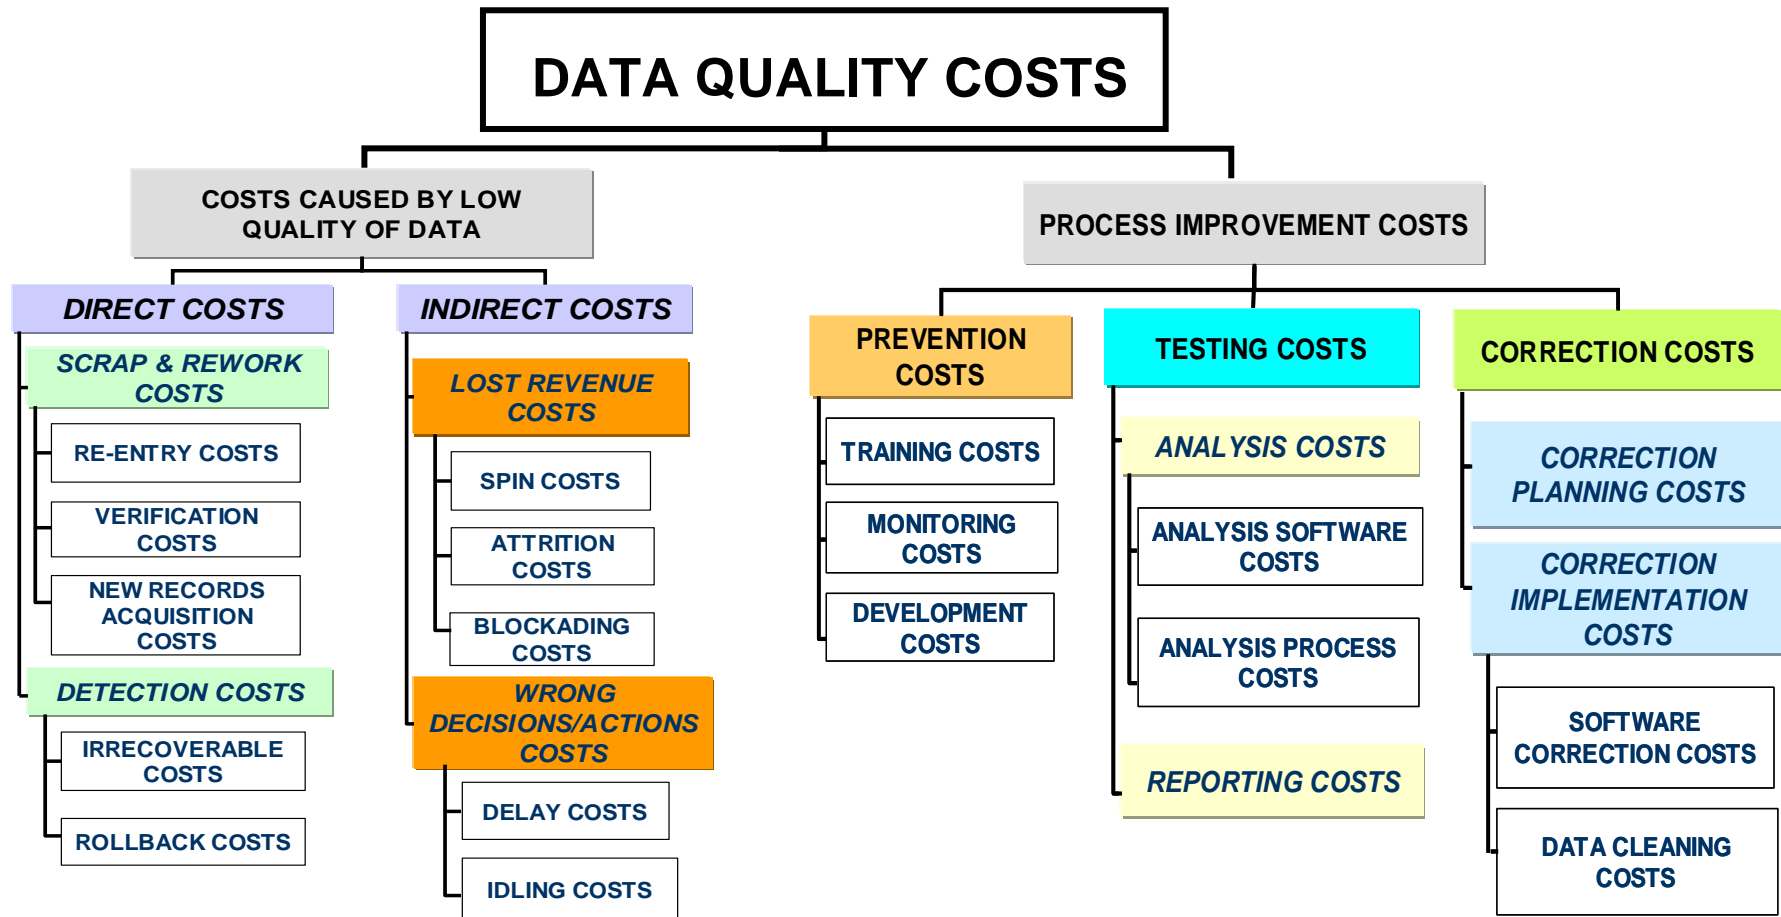 DATA QUALITY COSTS
COSTS CAUSED BY LOW
QUALITY OF DATA
DIRECT COSTS
SCRAP & REWORK
COSTS
RE-ENTRY COSTS
VERIFICATION
COSTS
NEW RECORDS
ACQUISITION
COSTS
DETECTION COSTS
IRRECOVERABLE
COSTS
ROLLBACK COSTS
INDIRECT COSTS
LOST REVENUE
COSTS
SPIN COSTS
ATTRITION
COSTS
BLOCKADING
COSTS
WRONG
DECISIONS/ACTIONS
COSTS
DELAY COSTS
IDLING COSTS
PROCESS IMPROVEMENT COSTS
PREVENTION
COSTS
TRAINING COSTS
MONITORING
COSTS
DEVELOPMENT
COSTS
TESTING COSTS
ANALYSIS COSTS
ANALYSIS SOFTWARE
COSTS
ANALYSIS PROCESS
COSTS
REPORTING COSTS
CORRECTION COSTS
CORRECTION
PLANNING COSTS
CORRECTION
IMPLEMENTATION
COSTS
SOFTWARE
CORRECTION COSTS
DATA CLEANING
COSTS